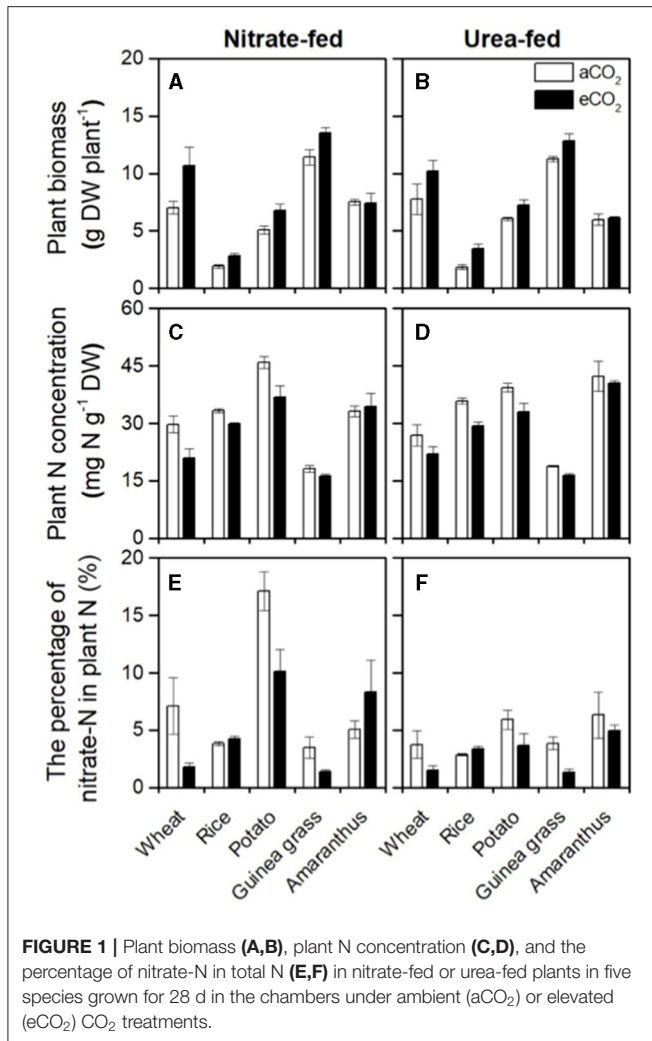 Nitrate-fed Urea-fed
Plant biomass
(g DW plant⁻¹)
20
15
10
5
0
A
B
aCO₂
eCO₂
Plant N concentration
(mg N g⁻¹ DW)
60
45
30
15
0
C
D
The percentage of
nitrate-N in plant N (%)
20
15
10
5
0
E
F
Wheat
Rice
Potato
Guinea grass
Amaranthus
Wheat
Rice
Potato
Guinea grass
Amaranthus
FIGURE 1 | Plant biomass (A,B), plant N concentration (C,D), and the
percentage of nitrate-N in total N (E,F) in nitrate-fed or urea-fed plants in five
species grown for 28 d in the chambers under ambient (aCO₂) or elevated
(eCO₂) CO₂ treatments.